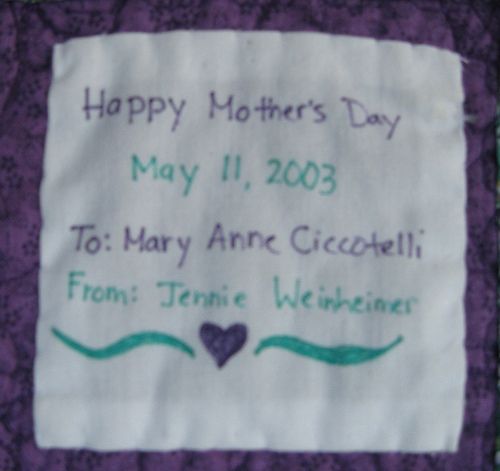 Happy Mother's Day
May 11, 2003
To: Mary Anne Ciccotelli
From: Jennie Weinheimer